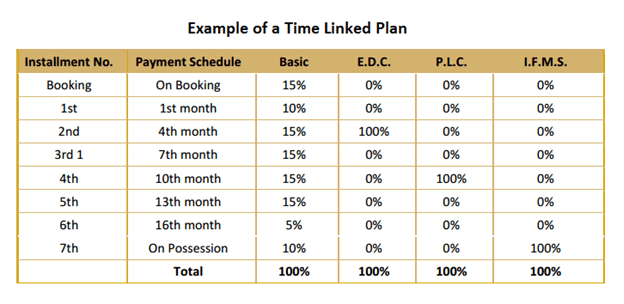 Example of a Time Linked Plan
Installment No. Payment Schedule Basic E.D.C. P.L.C. I.F.M.S.
Booking On Booking 15% 0% 0% 0%
1st 1st month 10% 0% 0% 0%
2nd 4th month 15% 100% 0% 0%
3rd 1 7th month 15% 0% 0% 0%
4th 10th month 15% 0% 100% 0%
5th 13th month 15% 0% 0% 0%
6th 16th month 5% 0% 0% 0%
7th On Possession 10% 0% 0% 100%
Total 100% 100% 100% 100%